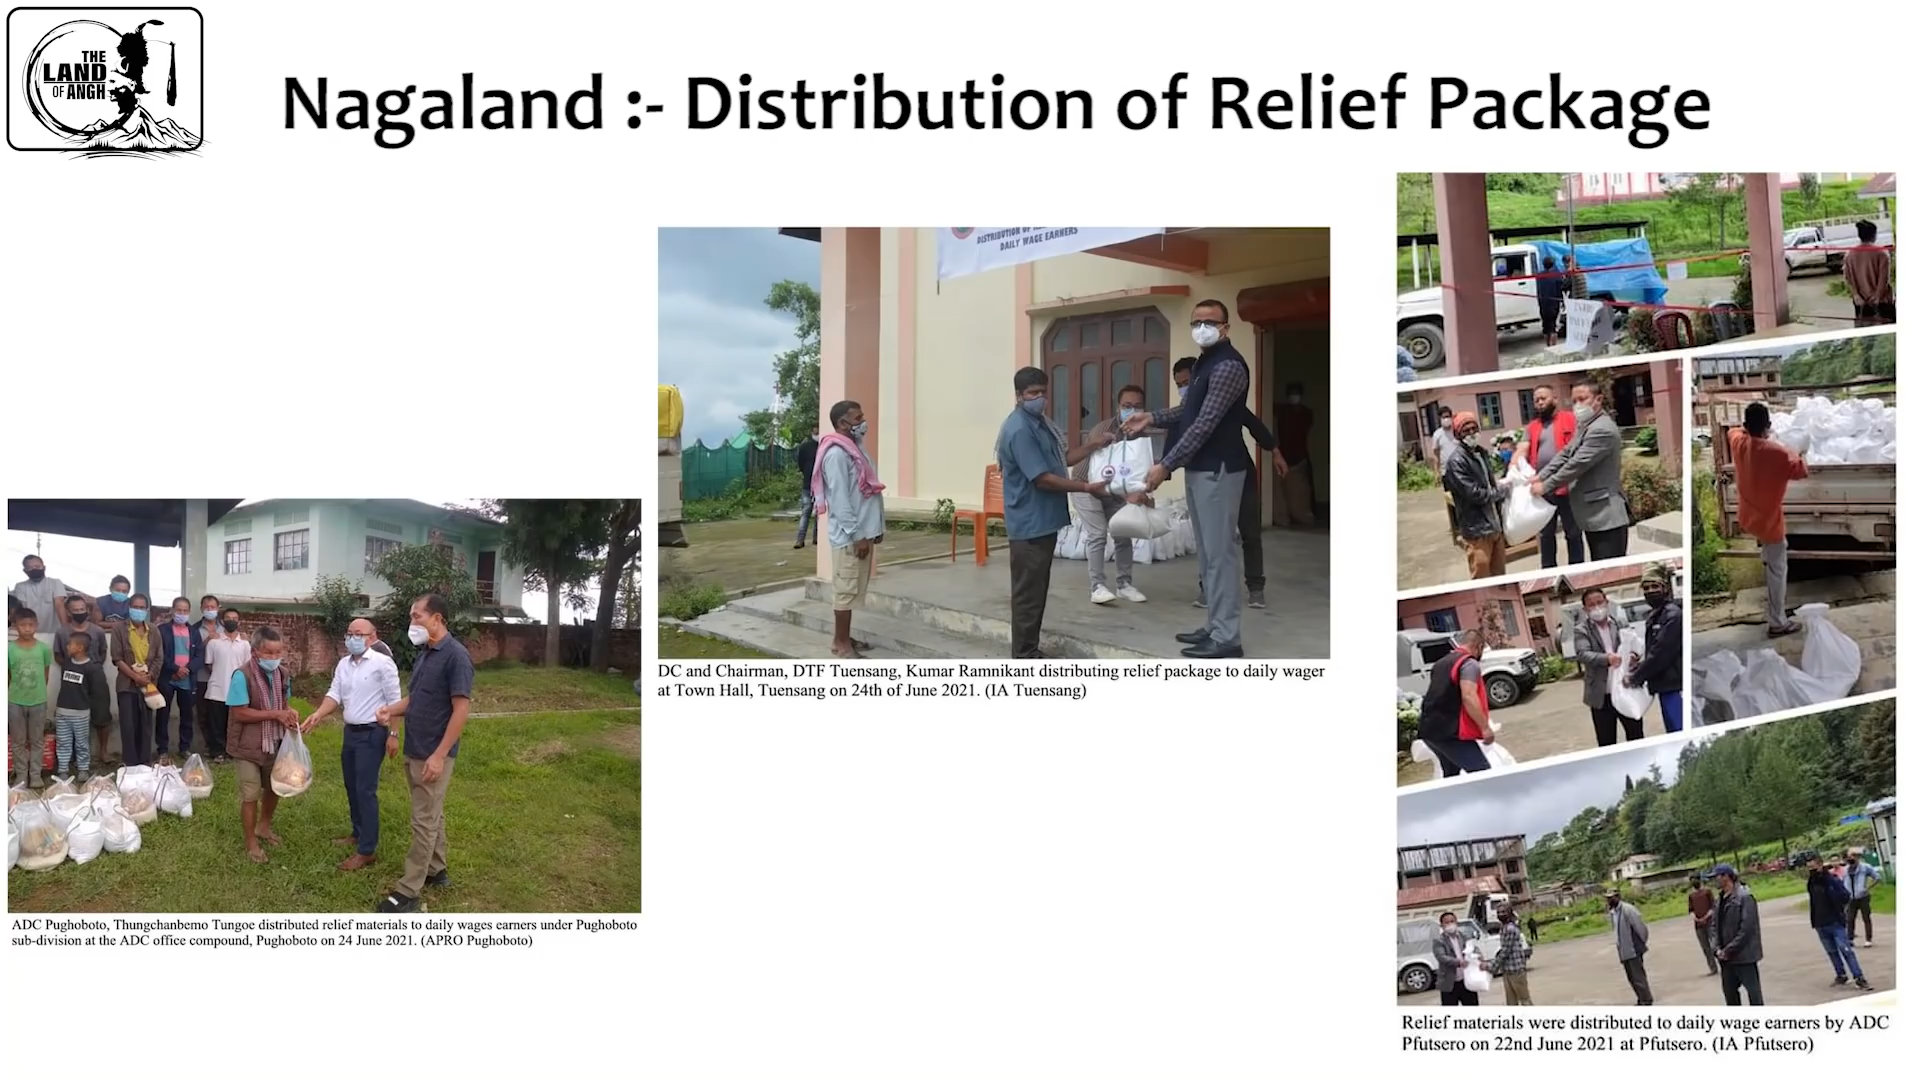 THE
LAND
OF ANGH
Nagaland :- Distribution of Relief Package
DISTRIBUTION OF
DAILY WAGE EARNERS
DC and Chairman, DTF Tuensang, Kumar Ramnikant distributing relief package to daily wager
at Town Hall, Tuensang on 24th of June 2021. (IA Tuensang)
ADC Pughoboto, Thungchanbemo Tungoe distributed relief materials to daily wages earners under Pughoboto
sub-division at the ADC office compound, Pughoboto on 24 June 2021. (APRO Pughoboto)
Relief materials were distributed to daily wage earners by ADC
Pfutsero on 22nd June 2021 at Pfutsero. (IA Pfutsero)